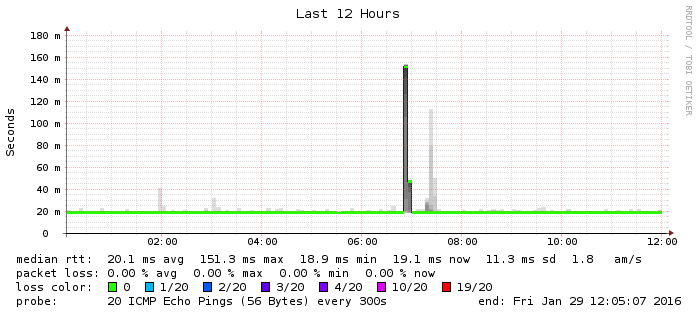 Last 12 Hours
RRDTOOL / TOBI OETIKER
Seconds
180 m
160 m
140 m
120 m
100 m
80 m
60 m
40 m
20 m
0
02:00 04:00 06:00 08:00 10:00 12:00
median rtt: 20.1 ms avg 151.3 ms max 18.9 ms min 19.1 ms now 11.3 ms sd 1.8 am/s
packet loss: 0.00 % avg 0.00 % max 0.00 % min 0.00 % now
loss color: 0 1/20 2/20 3/20 4/20 10/20 19/20
probe: 20 ICMP Echo Pings (56 Bytes) every 300s end: Fri Jan 29 12:05:07 2016